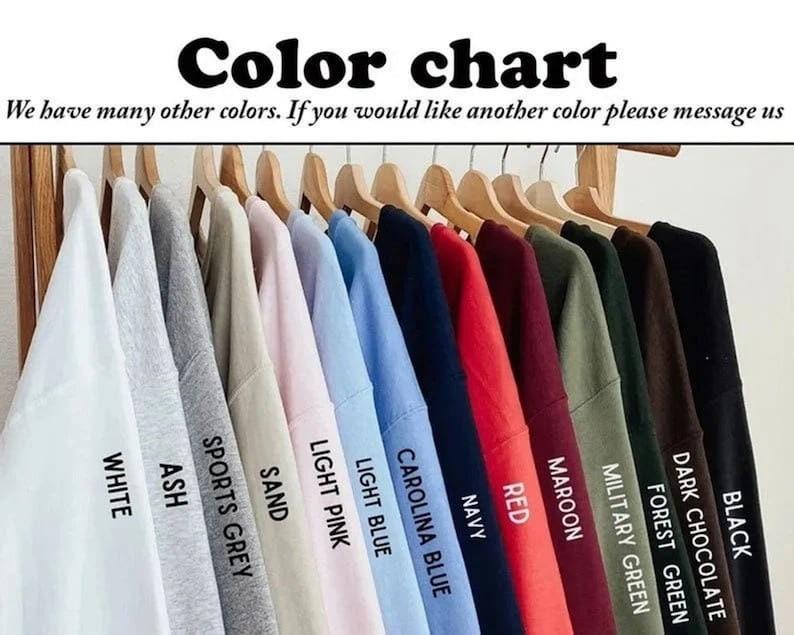 Color chart
We have many other colors. If you would like another color please message us
WHITE
ASH
SPORTS GREY
SAND
LIGHT PINK
LIGHT BLUE
CAROLINA BLUE
NAVY
RED
MAROON
MILITARY GREEN
FOREST GREEN
DARK CHOCOLATE
BLACK